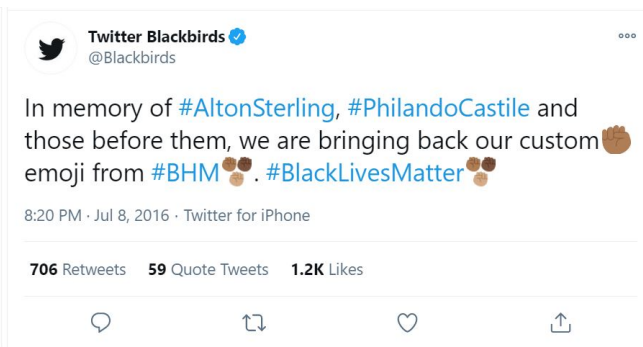 Twitter Blackbirds
@Blackbirds
In memory of #AltonSterling, #PhilandoCastile and
those before them, we are bringing back our custom✊🏾
emoji from #BHM. #BlackLivesMatter
8:20 PM · Jul 8, 2016 · Twitter for iPhone
706 Retweets 59 Quote Tweets 1.2K Likes